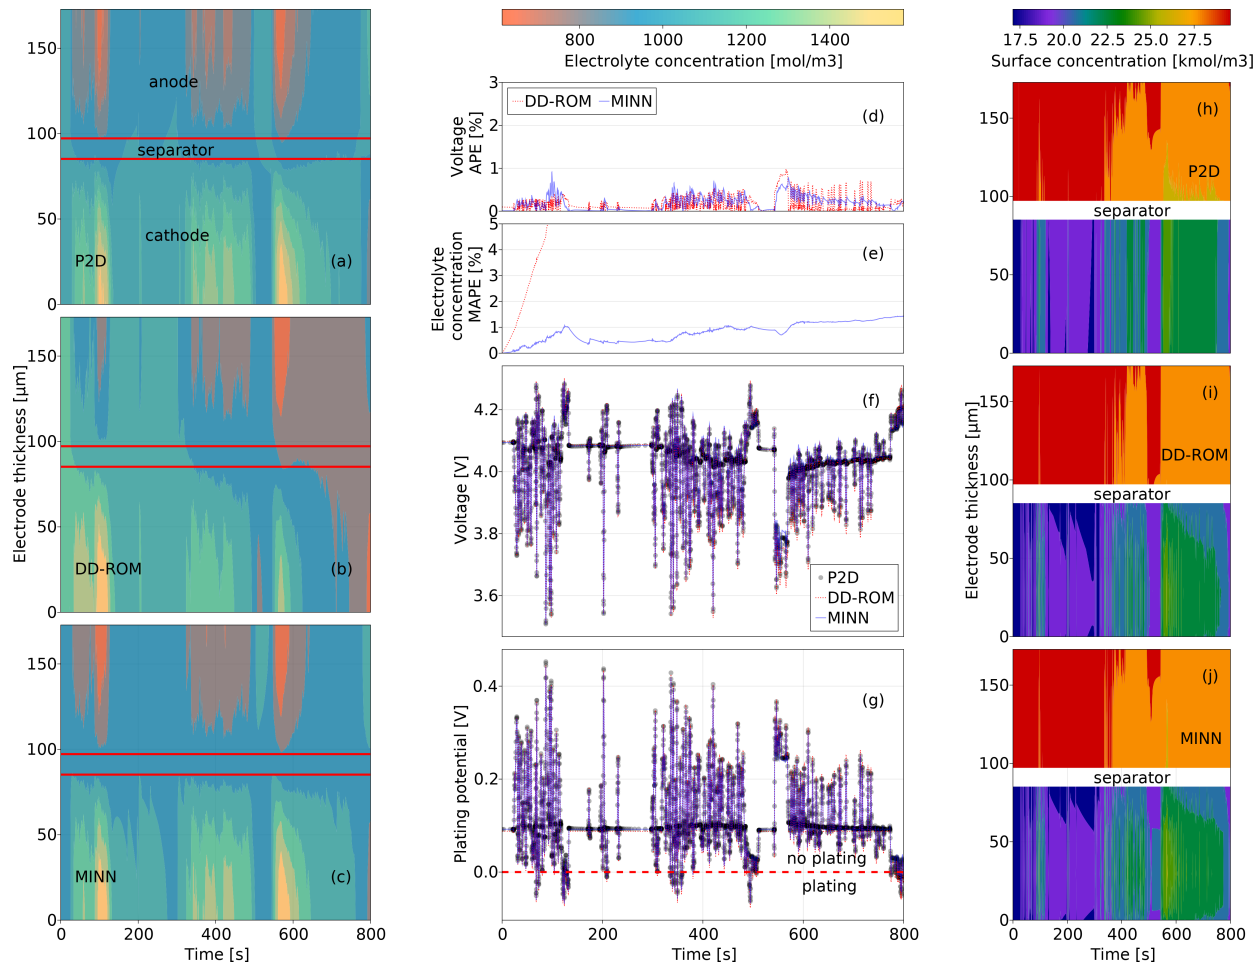 150
100
50
0
anode
separator
cathode
P2D
(a)
150
100
50
0
DD-ROM
(b)
Electrode thickness [μm]
150
100
50
0
MINN
(c)
0
200
400
600
800
Time [s]
800
1000
1200
1400
Electrolyte concentration [mol/m3]
3
2
1
0
Voltage
APE [%]
DD-ROM
MINN
(d)
5
4
3
2
1
0
Electrolyte
concentration
MAPE [%]
(e)
4.2
4.0
3.8
3.6
Voltage [V]
(f)
P2D
DD-ROM
MINN
0.4
0.2
0.0
Plating potential [V]
(g)
no plating
plating
0
200
400
600
800
Time [s]
17.5
20.0
22.5
25.0
27.5
Surface concentration [kmol/m3]
150
100
50
0
(h)
P2D
separator
150
100
50
0
(i)
DD-ROM
separator
Electrode thickness [μm]
150
100
50
0
(j)
MINN
separator
0
200
400
600
800
Time [s]